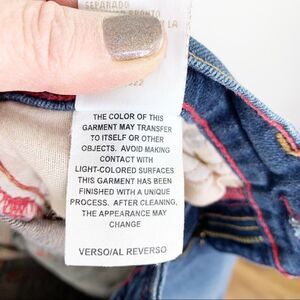 SEPARADO
THE COLOR OF THIS
GARMENT MAY TRANSFER
TO ITSELF OR OTHER
OBJECTS. AVOID MAKING
CONTACT WITH
LIGHT-COLORED SURFACES
THIS GARMENT HAS BEEN
FINISHED WITH A UNIQUE
PROCESS. AFTER CLEANING,
THE APPEARANCE MAY
CHANGE
VERSO/AL REVERSO